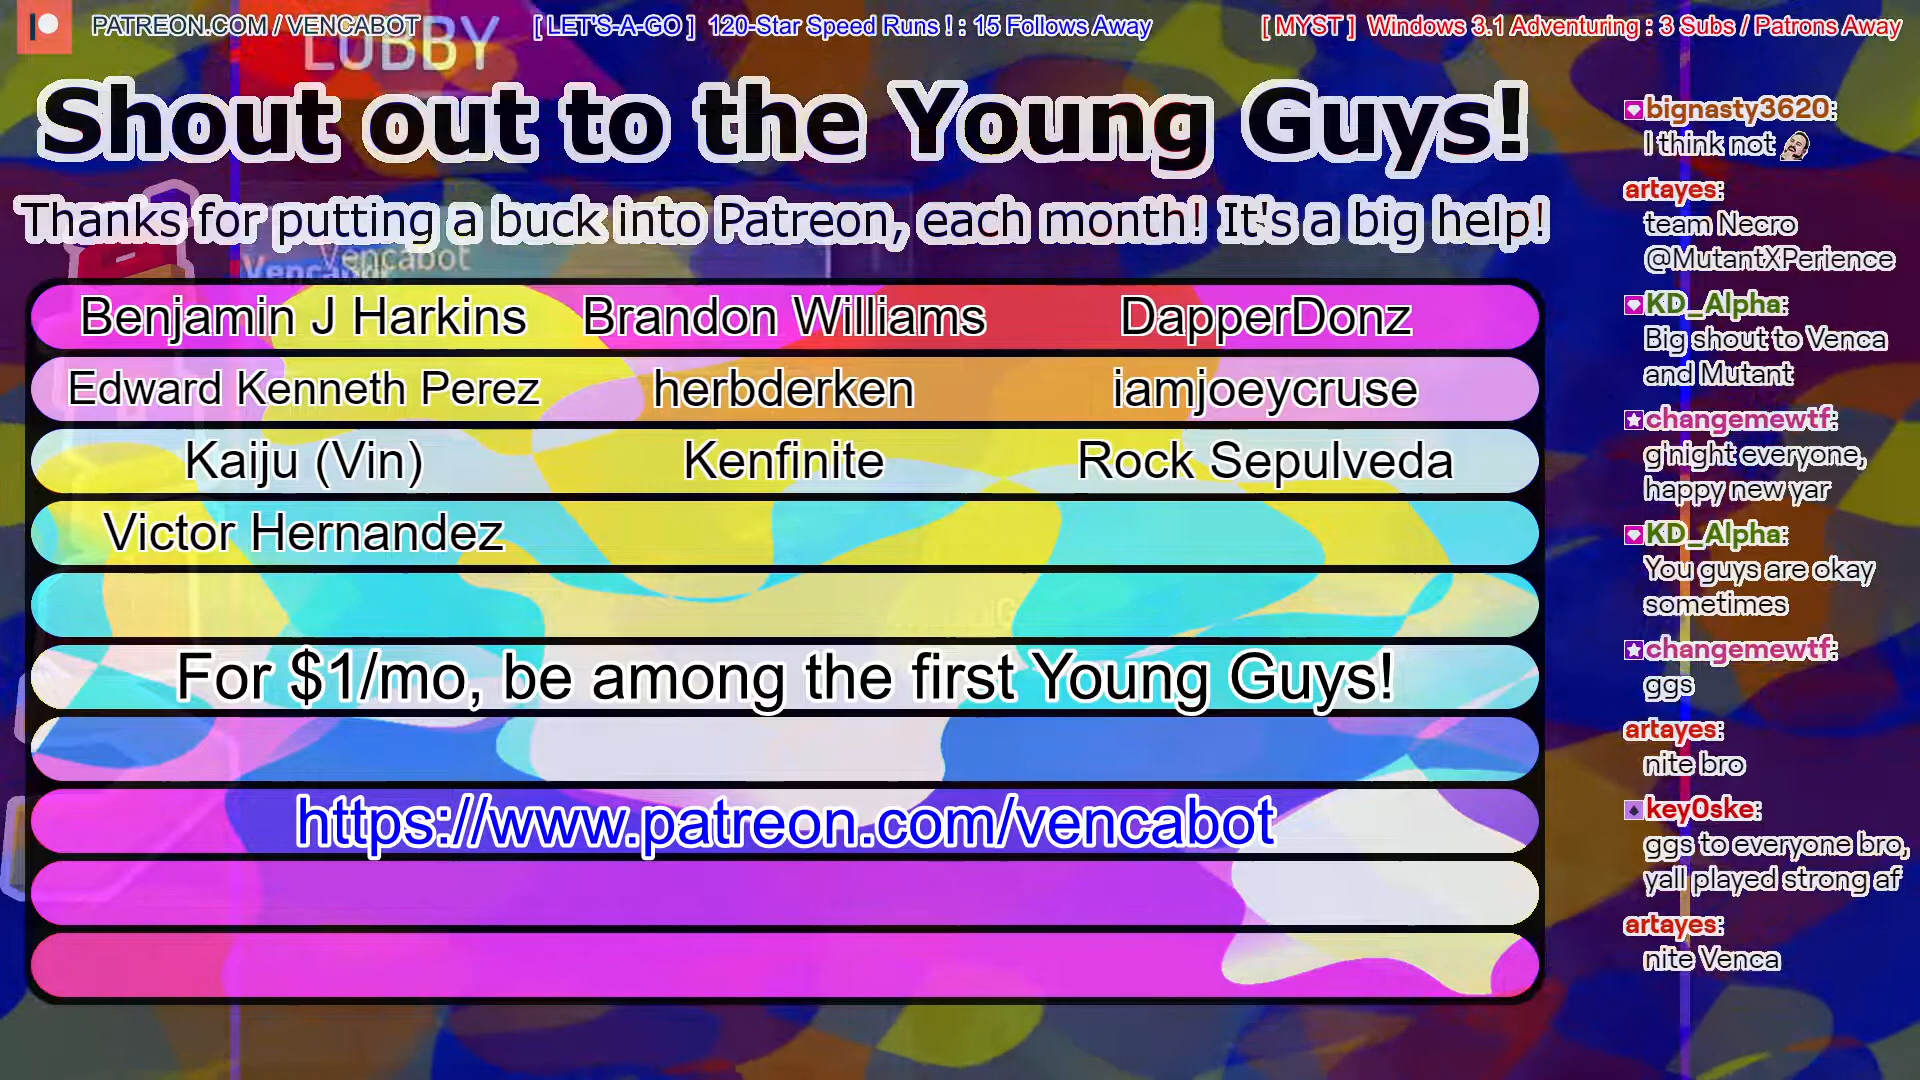 PATREON.COM / VENCABOT
[ LET'S-A-GO ] 120-Star Speed Runs ! : 15 Follows Away
[ MYST ] Windows 3.1 Adventuring : 3 Subs / Patrons Away
LOBBY
Shout out to the Young Guys!
Thanks for putting a buck into Patreon, each month! It's a big help!
Vencabot
Vencabot
Benjamin J Harkins Brandon Williams DapperDonz
Edward Kenneth Perez herbderken iamjoeycruse
Kaiju (Vin) Kenfinite Rock Sepulveda
Victor Hernandez
For $1/mo, be among the first Young Guys!
https://www.patreon.com/vencabot
bignasty3620:
I think not
artayes:
team Necro
@MutantXPerience
KD_Alpha:
Big shout to Venca
and Mutant
changemewtf:
g'night everyone,
happy new yar
KD_Alpha:
You guys are okay
sometimes
changemewtf:
ggs
artayes:
nite bro
key0ske:
ggs to everyone bro,
yall played strong af
artayes:
nite Venca